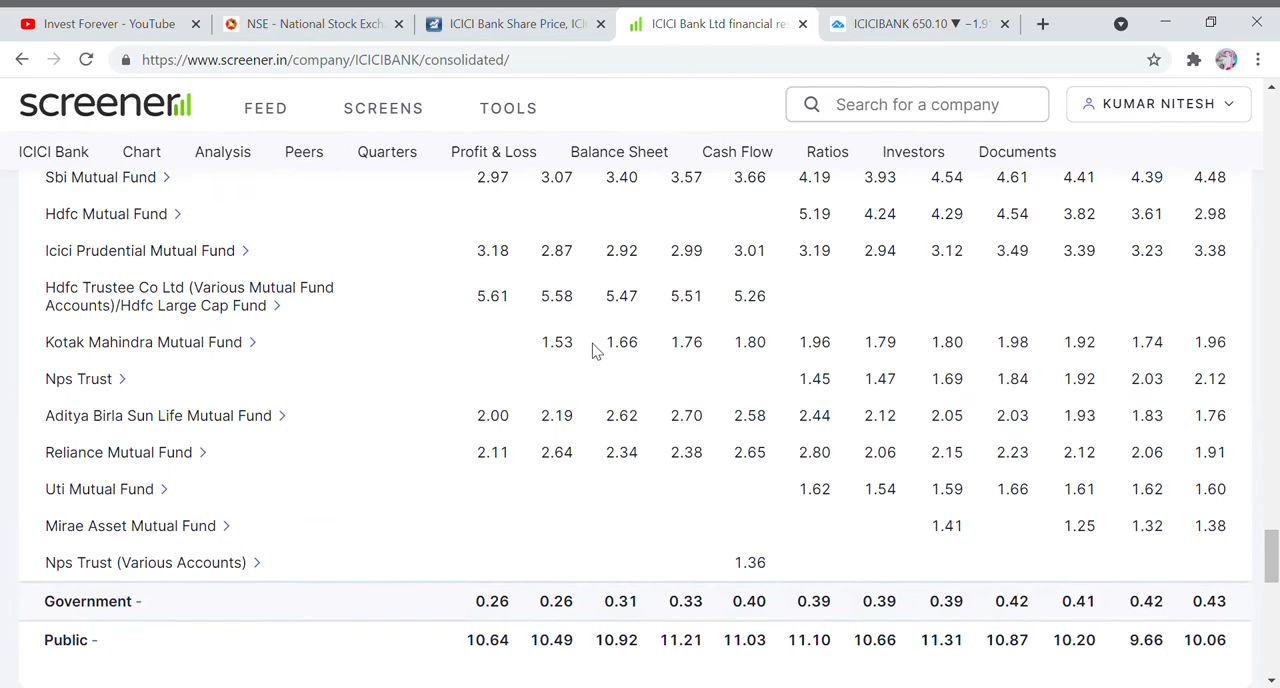 Invest Forever - YouTube
NSE - National Stock Exch
ICICI Bank Share Price, ICI
ICICI Bank Ltd financial res
ICICIBANK 650.10 ▼ −1.9
https://www.screener.in/company/ICICIBANK/consolidated/
screener
FEED SCREENS TOOLS
Search for a company
KUMAR NITESH
ICICI Bank Chart Analysis Peers Quarters Profit & Loss Balance Sheet Cash Flow Ratios Investors Documents
Sbi Mutual Fund 2.97 3.07 3.40 3.57 3.66 4.19 3.93 4.54 4.61 4.41 4.39 4.48
Hdfc Mutual Fund 5.19 4.24 4.29 4.54 3.82 3.61 2.98
Icici Prudential Mutual Fund 3.18 2.87 2.92 2.99 3.01 3.19 2.94 3.12 3.49 3.39 3.23 3.38
Hdfc Trustee Co Ltd (Various Mutual Fund
Accounts)/Hdfc Large Cap Fund 5.61 5.58 5.47 5.51 5.26
Kotak Mahindra Mutual Fund 1.53 1.66 1.76 1.80 1.96 1.79 1.80 1.98 1.92 1.74 1.96
Nps Trust 1.45 1.47 1.69 1.84 1.92 2.03 2.12
Aditya Birla Sun Life Mutual Fund 2.00 2.19 2.62 2.70 2.58 2.44 2.12 2.05 2.03 1.93 1.83 1.76
Reliance Mutual Fund 2.11 2.64 2.34 2.38 2.65 2.80 2.06 2.15 2.23 2.12 2.06 1.91
Uti Mutual Fund 1.62 1.54 1.59 1.66 1.61 1.62 1.60
Mirae Asset Mutual Fund 1.41 1.25 1.32 1.38
Nps Trust (Various Accounts) 1.36
Government - 0.26 0.26 0.31 0.33 0.40 0.39 0.39 0.39 0.42 0.41 0.42 0.43
Public - 10.64 10.49 10.92 11.21 11.03 11.10 10.66 11.31 10.87 10.20 9.66 10.06